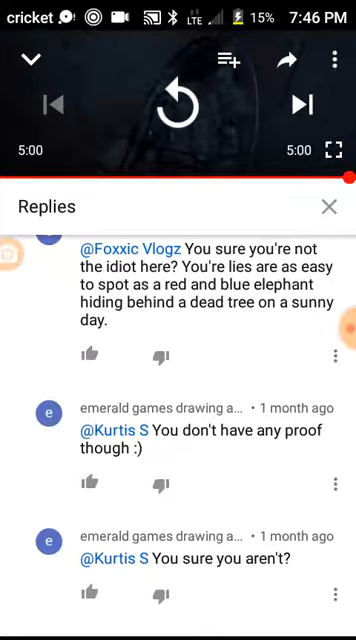 cricket LTE 15% 7:46 PM
5:00 5:00
Replies
@Foxxic Vlogz You sure you're not
the idiot here? You're lies are as easy
to spot as a red and blue elephant
hiding behind a dead tree on a sunny
day.
e emerald games drawing a... • 1 month ago
@Kurtis S You don't have any proof
though :)
e emerald games drawing a... • 1 month ago
@Kurtis S You sure you aren't?